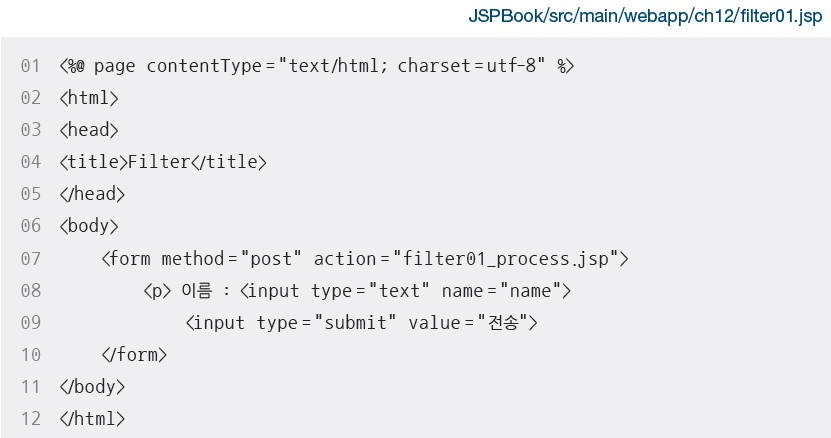 JSPBook/src/main/webapp/ch12/filter01.jsp
01 <%@ page contentType="text/html; charset=utf-8" %>
02 <html>
03 <head>
04 <title>Filter</title>
05 </head>
06 <body>
07     <form method="post" action="filter01_process.jsp">
08         <p> 이름 : <input type="text" name="name">
09             <input type="submit" value="전송">
10     </form>
11 </body>
12 </html>